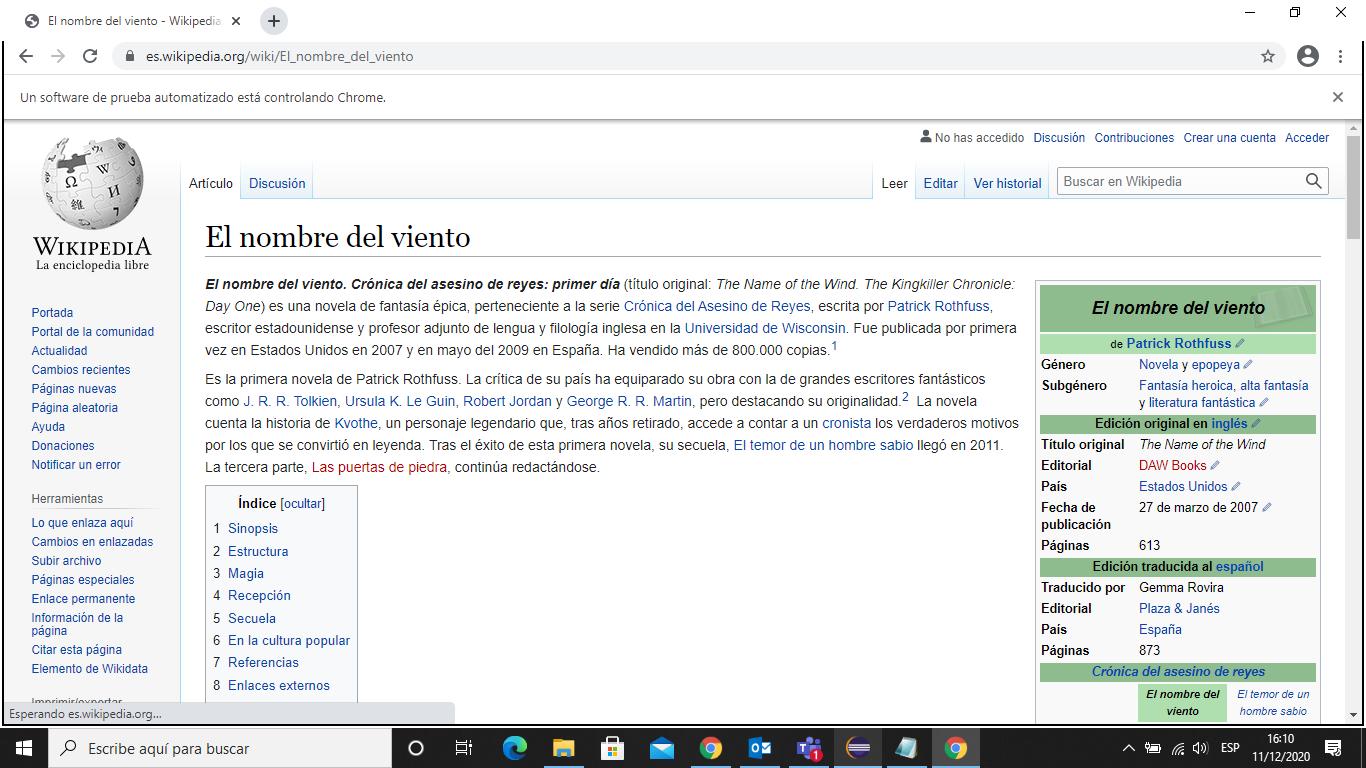 El nombre del viento - Wikipedia
es.wikipedia.org/wiki/El_nombre_del_viento
Un software de prueba automatizado está controlando Chrome.
No has accedido Discusión Contribuciones Crear una cuenta Acceder
Artículo Discusión Leer Editar Ver historial Buscar en Wikipedia
WIKIPEDIA
La enciclopedia libre
Portada
Portal de la comunidad
Actualidad
Cambios recientes
Páginas nuevas
Página aleatoria
Ayuda
Donaciones
Notificar un error
Herramientas
Lo que enlaza aquí
Cambios en enlazadas
Subir archivo
Páginas especiales
Enlace permanente
Información de la
página
Citar esta página
Elemento de Wikidata
Imprimir/exportar
El nombre del viento
El nombre del viento. Crónica del asesino de reyes: primer día (título original: The Name of the Wind. The Kingkiller Chronicle:
Day One) es una novela de fantasía épica, perteneciente a la serie Crónica del Asesino de Reyes, escrita por Patrick Rothfuss,
escritor estadounidense y profesor adjunto de lengua y filología inglesa en la Universidad de Wisconsin. Fue publicada por primera
vez en Estados Unidos en 2007 y en mayo del 2009 en España. Ha vendido más de 800.000 copias.1
Es la primera novela de Patrick Rothfuss. La crítica de su país ha equiparado su obra con la de grandes escritores fantásticos
como J. R. R. Tolkien, Ursula K. Le Guin, Robert Jordan y George R. R. Martin, pero destacando su originalidad.2 La novela
cuenta la historia de Kvothe, un personaje legendario que, tras años retirado, accede a contar a un cronista los verdaderos motivos
por los que se convirtió en leyenda. Tras el éxito de esta primera novela, su secuela, El temor de un hombre sabio llegó en 2011.
La tercera parte, Las puertas de piedra, continúa redactándose.
Índice [ocultar]
1 Sinopsis
2 Estructura
3 Magia
4 Recepción
5 Secuela
6 En la cultura popular
7 Referencias
8 Enlaces externos
El nombre del viento
de Patrick Rothfuss
Género Novela y epopeya
Subgénero Fantasía heroica, alta fantasía
y literatura fantástica
Edición original en inglés
Título original The Name of the Wind
Editorial DAW Books
País Estados Unidos
Fecha de 27 de marzo de 2007
publicación
Páginas 613
Edición traducida al español
Traducido por Gemma Rovira
Editorial Plaza & Janés
País España
Páginas 873
Crónica del asesino de reyes
El nombre del El temor de un
viento hombre sabio
Esperando es.wikipedia.org...
Escribe aquí para buscar
1
ESP
16:10
11/12/2020